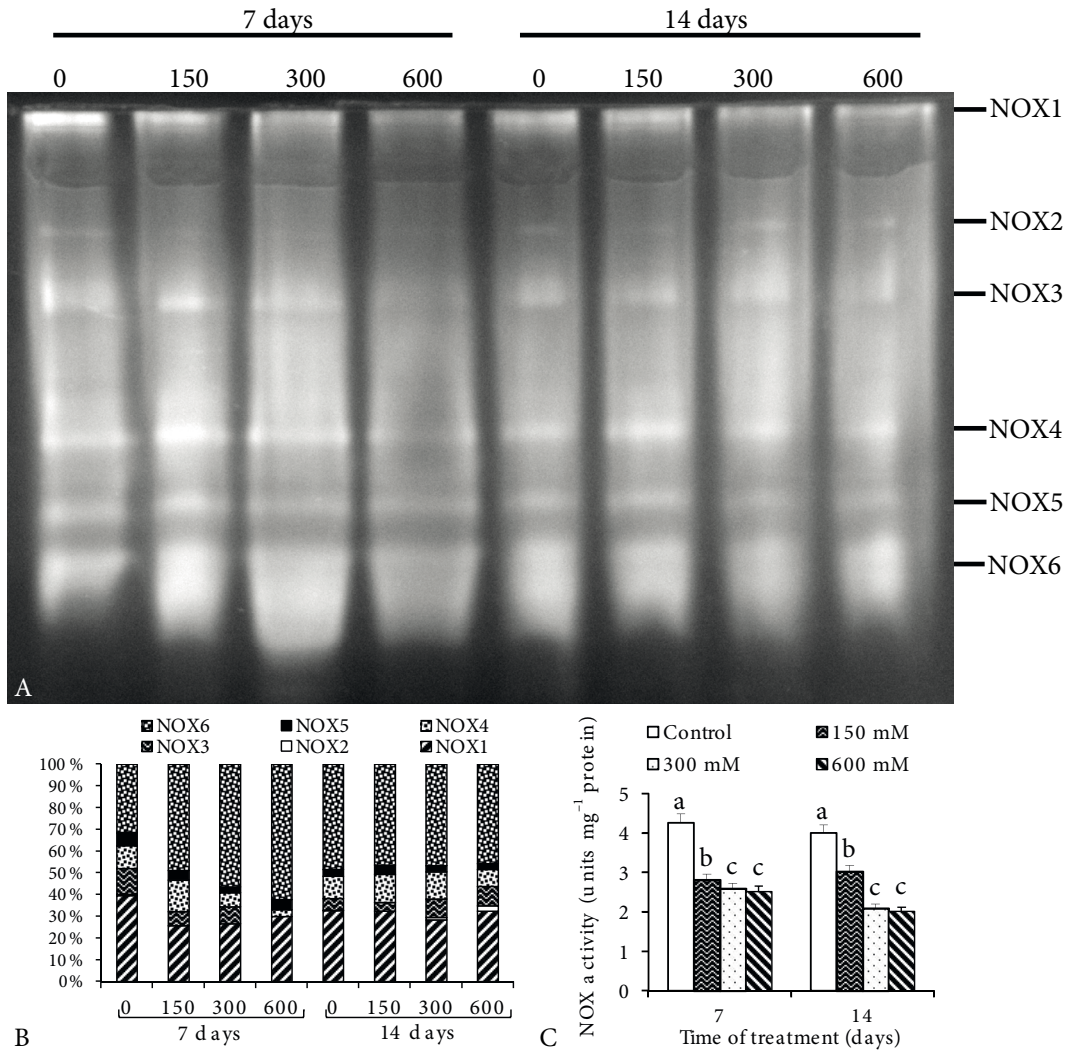 7 days 14 days
0 150 300 600 0 150 300 600
NOX1
NOX2
NOX3
NOX4
NOX5
NOX6
A
NOX6 NOX5 NOX4
NOX3 NOX2 NOX1
100 %
90 %
80 %
70 %
60 %
50 %
40 %
30 %
20 %
10 %
0 %
0 150 300 600 0 150 300 600
7 days 14 days
B
Control 150 mM
300 mM 600 mM
NOX activity (units mg⁻¹ protein)
5
4
3
2
1
0
a b c c a b c c
7 14
Time of treatment (days)
C